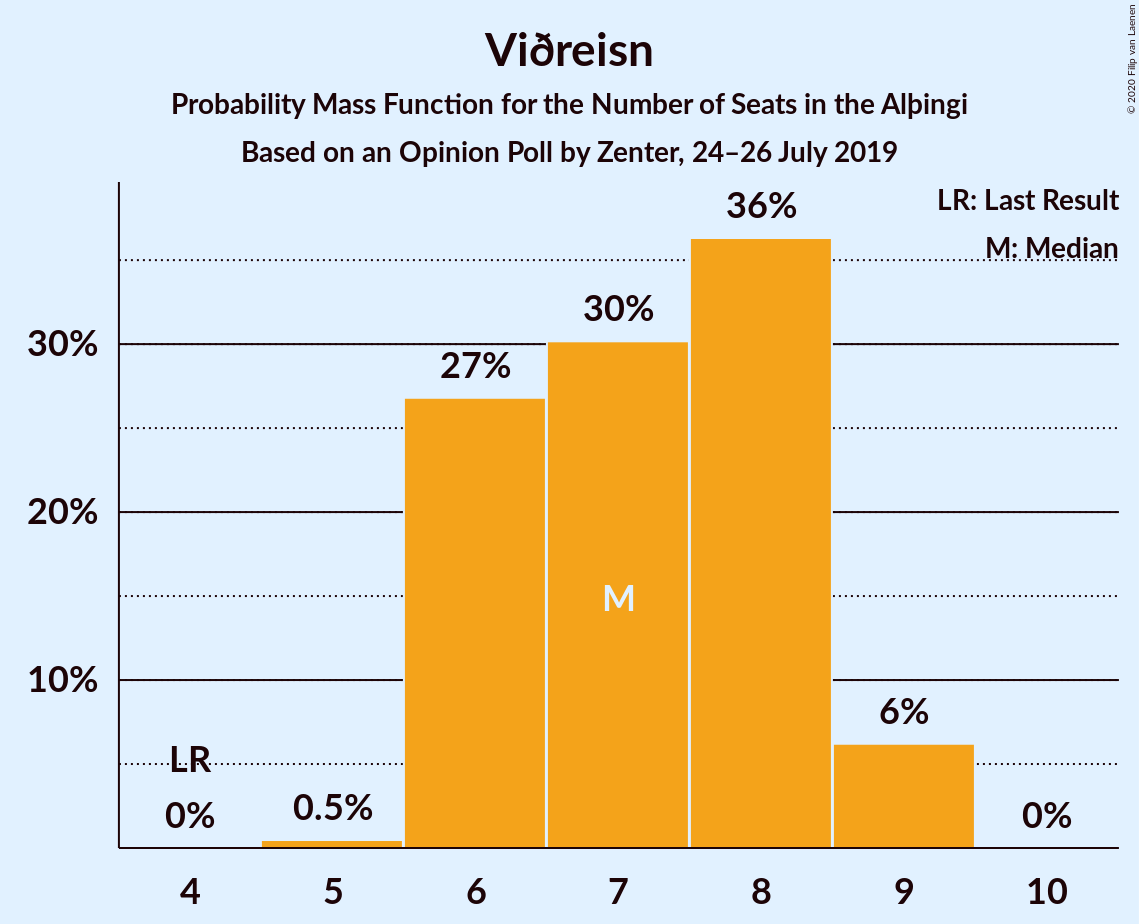 Viðreisn
Probability Mass Function for the Number of Seats in the Alþingi
Based on an Opinion Poll by Zenter, 24–26 July 2019
© 2020 Filip van Laenen
LR: Last Result
M: Median
36%
30%
27%
30%
20%
M
10%
6%
LR
0%
0.5%
0%
4
5
6
7
8
9
10